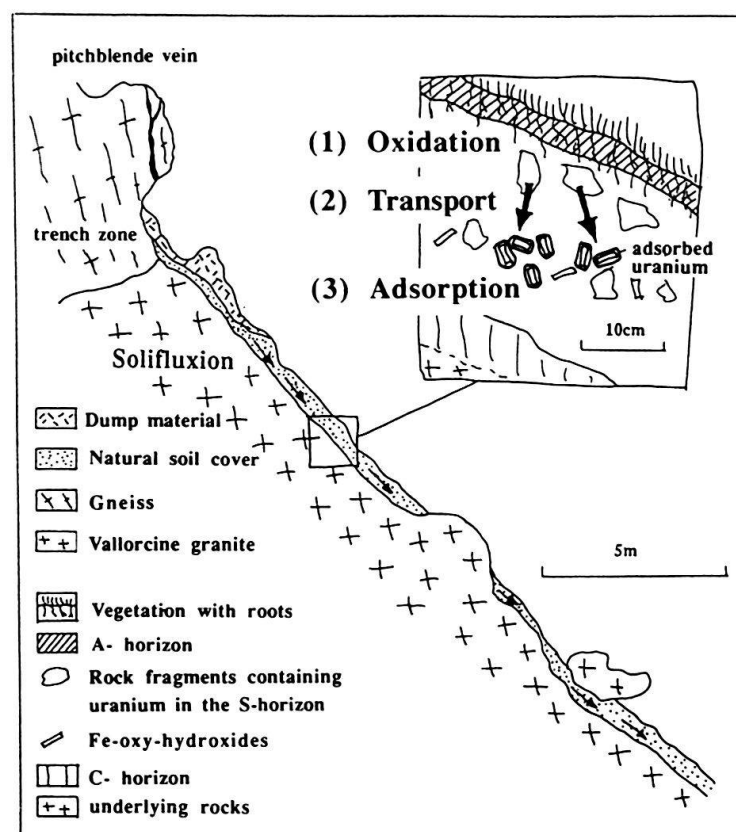 pitchblende vein
(1) Oxidation
(2) Transport
trench zone
adsorbed
uranium
(3) Adsorption
10cm
Solifluxion
Dump material
Natural soil cover
Gneiss
Vallorcine granite
5m
Vegetation with roots
A- horizon
Rock fragments containing
uranium in the S-horizon
Fe-oxy-hydroxides
C- horizon
underlying rocks